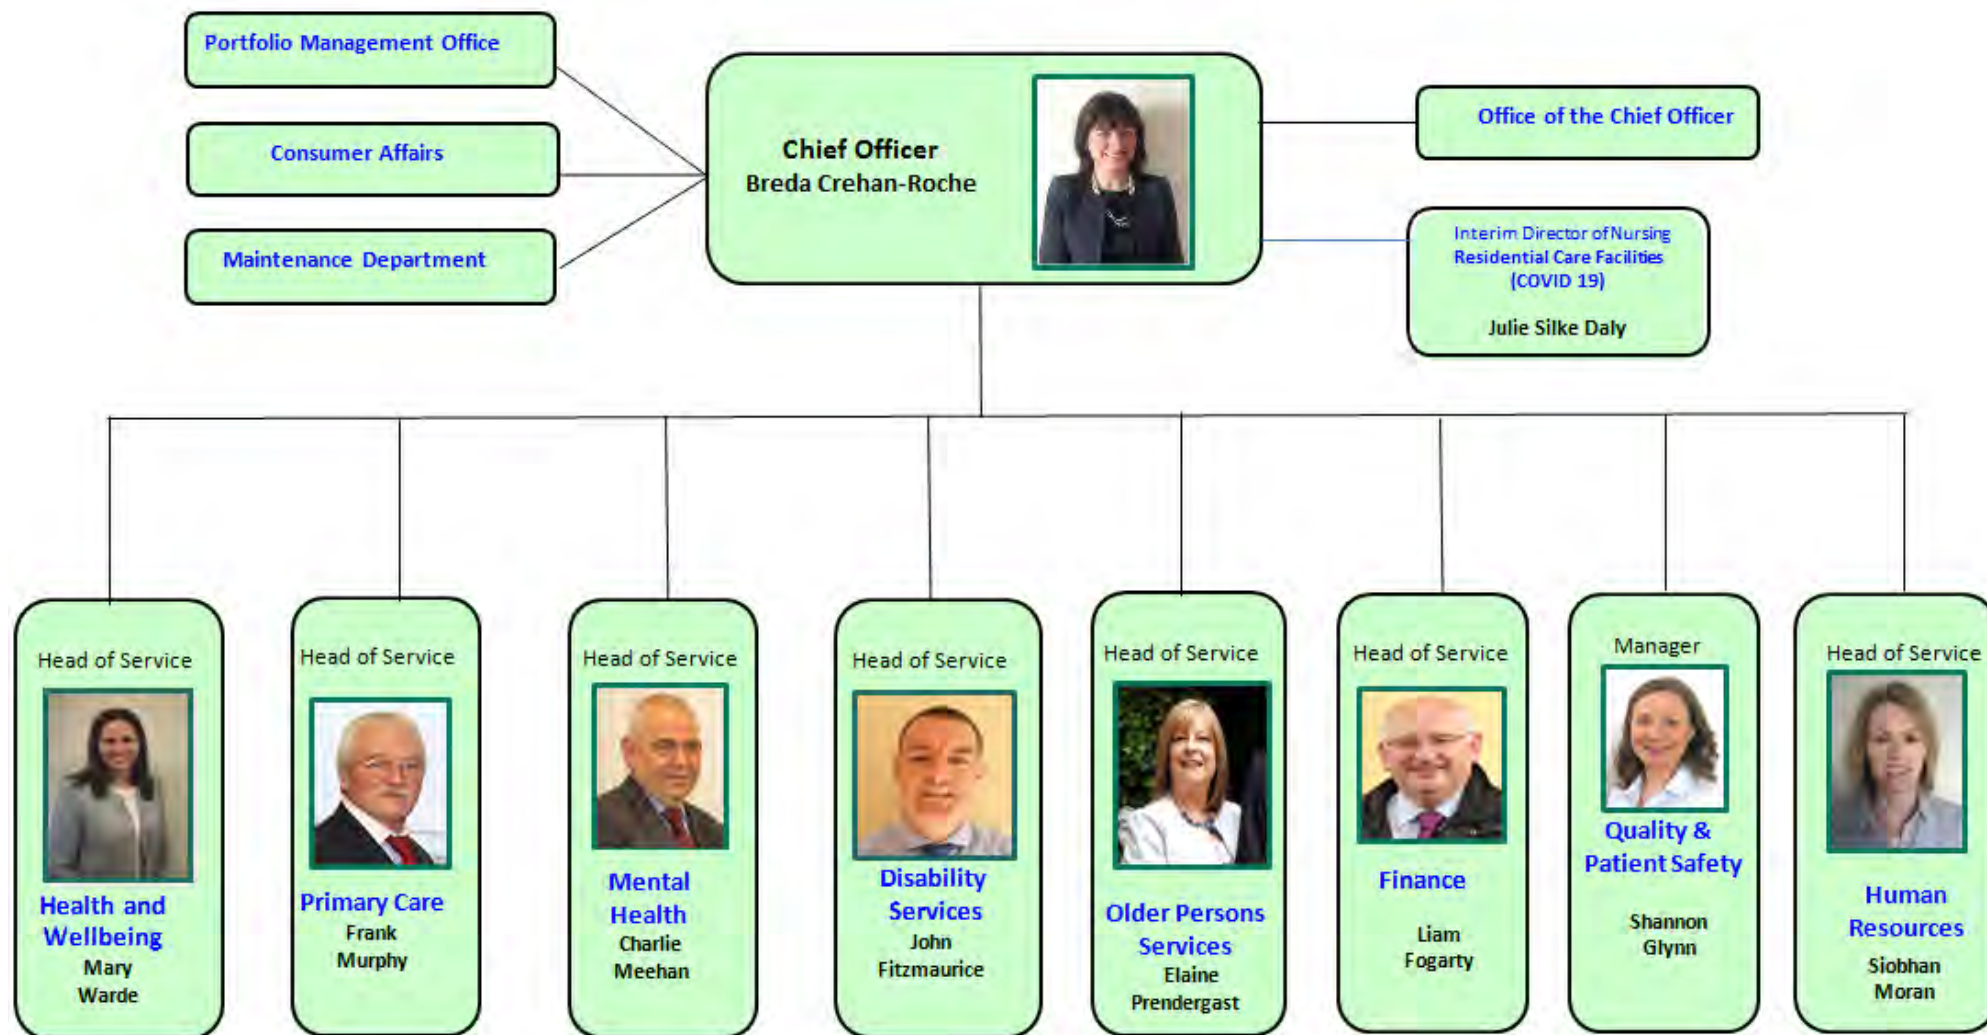 Portfolio Management Office
Consumer Affairs
Maintenance Department
Chief Officer
Breda Crehan-Roche
Office of the Chief Officer
Interim Director of Nursing
Residential Care Facilities
(COVID 19)
Julie Silke Daly
Head of Service
Health and
Wellbeing
Mary
Warde
Head of Service
Primary Care
Frank
Murphy
Head of Service
Mental
Health
Charlie
Meehan
Head of Service
Disability
Services
John
Fitzmaurice
Head of Service
Older Persons
Services
Elaine
Prendergast
Head of Service
Finance
Liam
Fogarty
Manager
Quality &
Patient Safety
Shannon
Glynn
Head of Service
Human
Resources
Siobhan
Moran